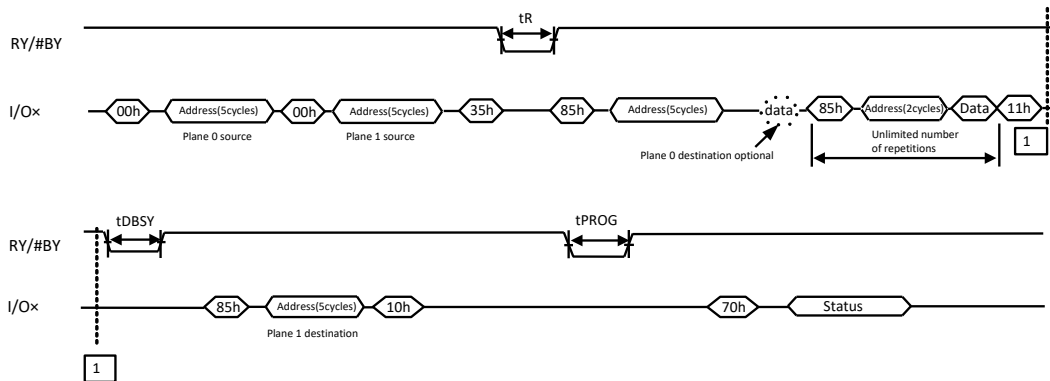 tR
RY/#BY
I/O×
00h Address(5cycles) 00h Address(5cycles) 35h 85h Address(5cycles) data 85h Address(2cycles) Data 11h
Plane 0 source Plane 1 source
Plane 0 destination optional
Unlimited number
of repetitions
1
tDBSY tPROG
RY/#BY
I/O×
85h Address(5cycles) 10h 70h Status
Plane 1 destination
1